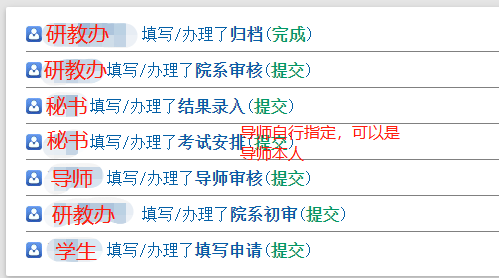 研教办 填写/办理了归档(完成)
研教办 填写/办理了院系审核(提交)
秘书 填写/办理了结果录入(提交)
秘书 填写/办理了考试安排(提交)
导师自行指定，可以是
导师本人
导师 填写/办理了导师审核(提交)
研教办 填写/办理了院系初审(提交)
学生 填写/办理了填写申请(提交)